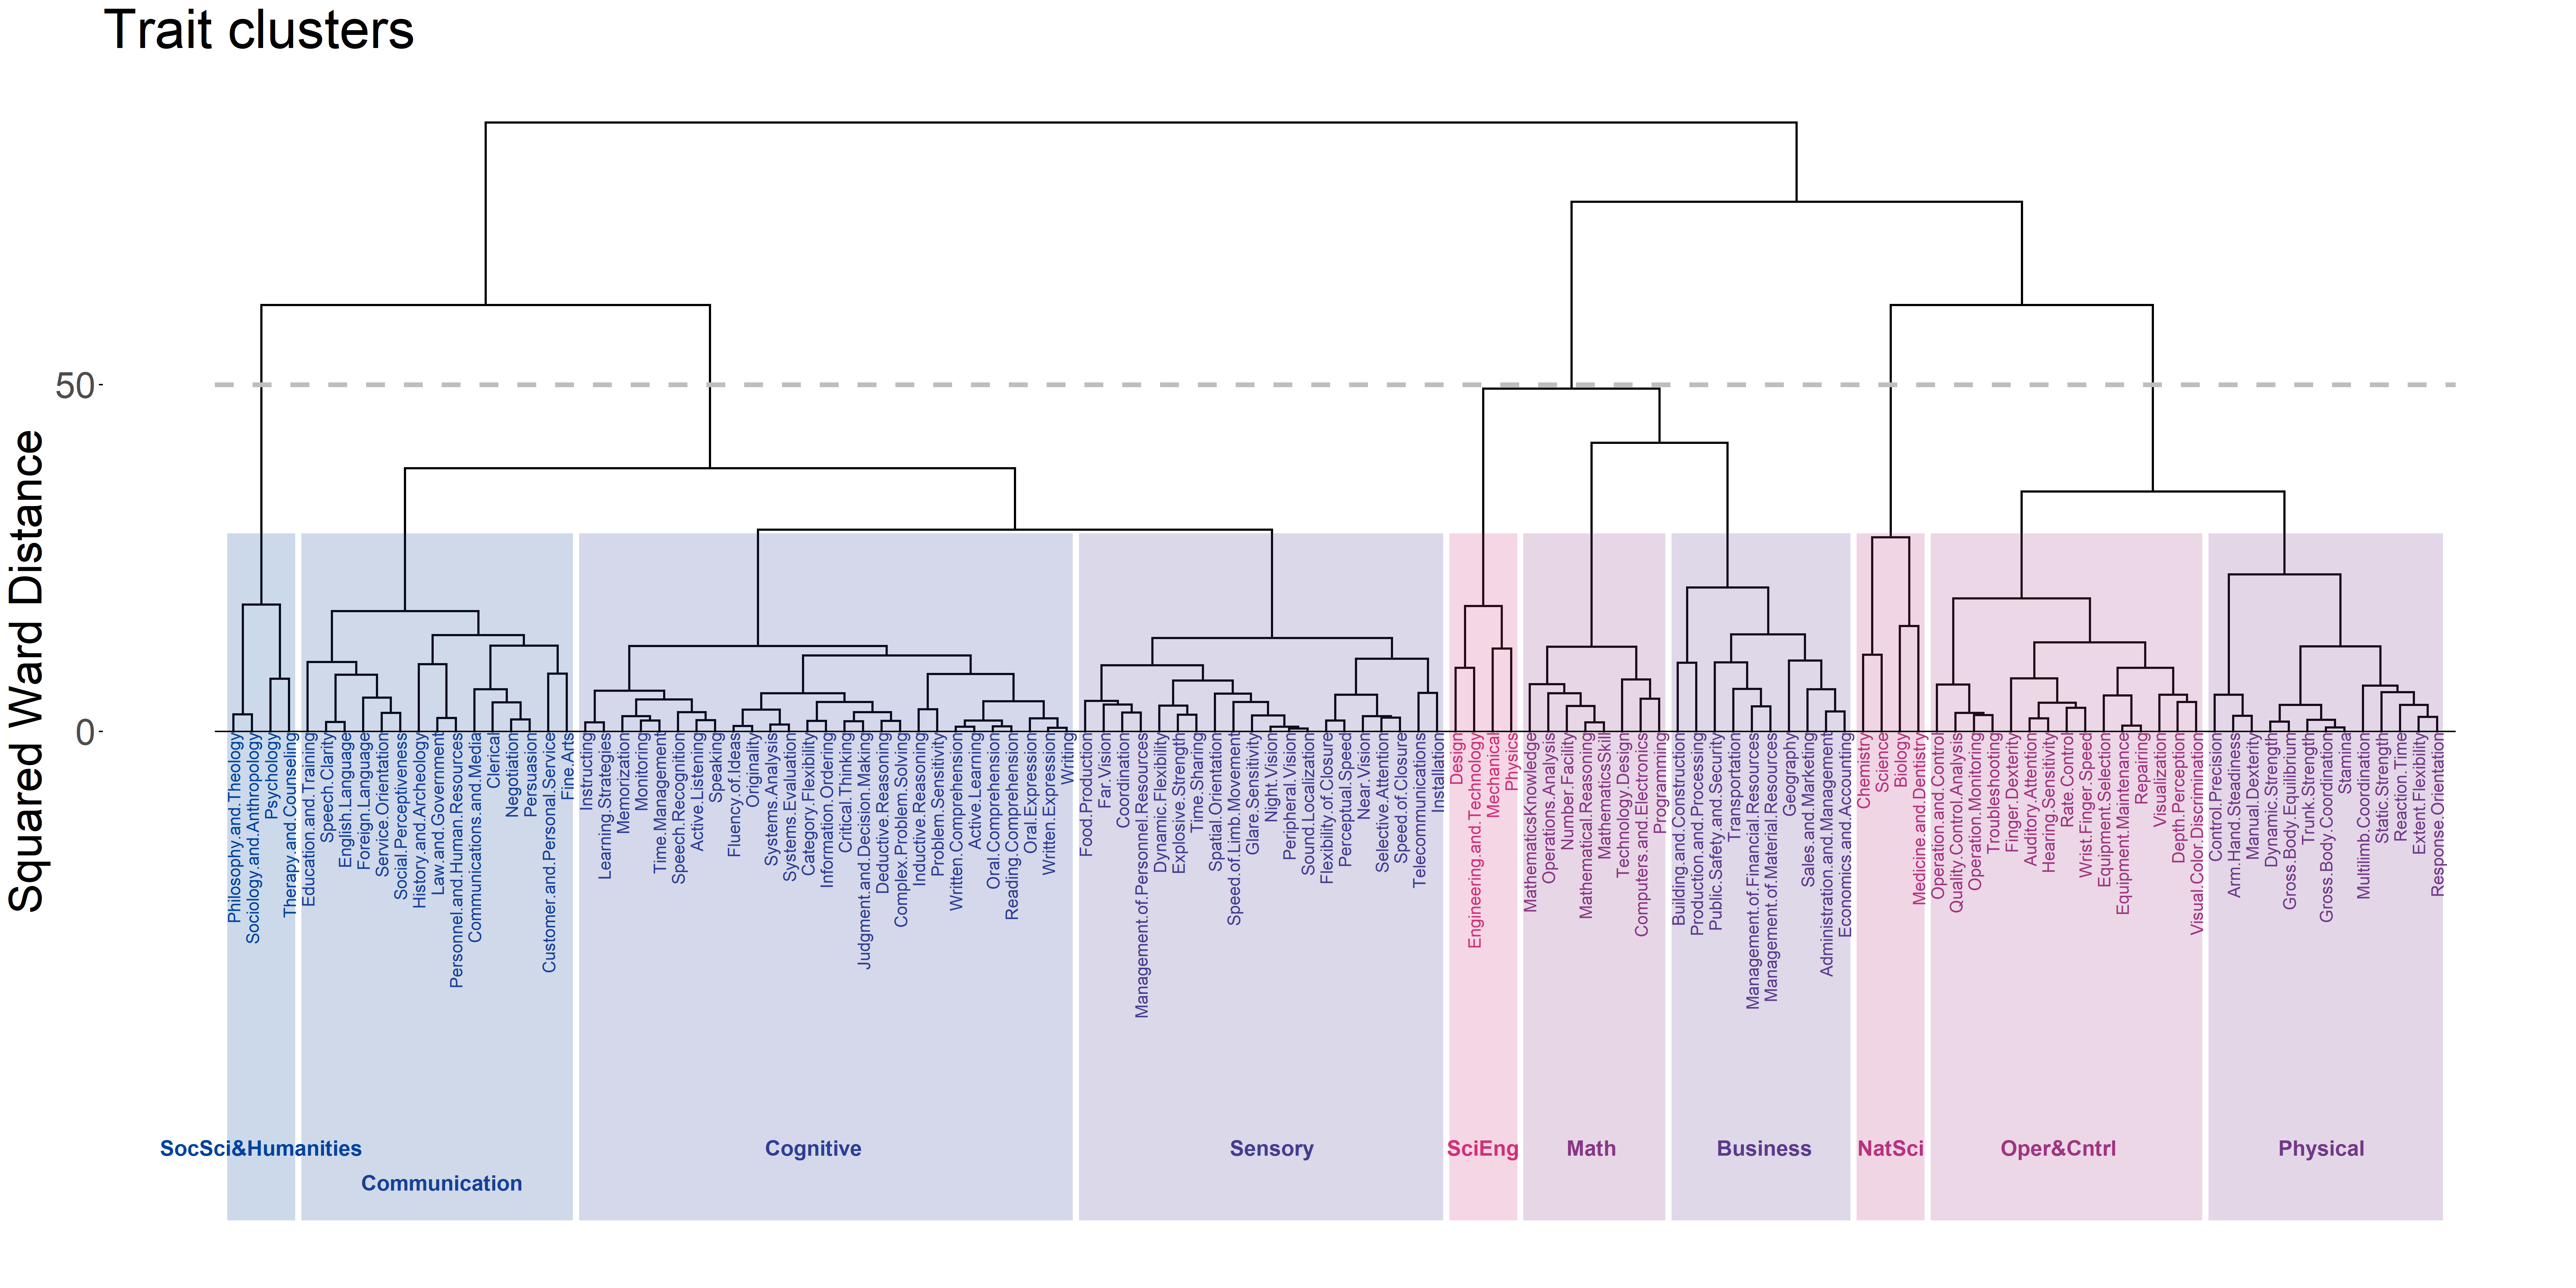 Trait clusters
Squared Ward Distance
50
0
Philosophy.and.Theology
Sociology.and.Anthropology
Psychology
Therapy.and.Counseling
Education.and.Training
Speech.Clarity
English.Language
Foreign.Language
Service.Orientation
Social.Perceptiveness
History.and.Archeology
Law.and.Government
Personnel.and.Human.Resources
Communications.and.Media
Clerical
Negotiation
Persuasion
Customer.and.Personal.Service
Fine.Arts
Instructing
Learning.Strategies
Memorization
Monitoring
Time.Management
Speech.Recognition
Active.Listening
Speaking
Fluency.of.Ideas
Originality
Systems.Analysis
Systems.Evaluation
Category.Flexibility
Information.Ordering
Critical.Thinking
Judgment.and.Decision.Making
Deductive.Reasoning
Complex.Problem.Solving
Inductive.Reasoning
Problem.Sensitivity
Written.Comprehension
Active.Learning
Oral.Comprehension
Reading.Comprehension
Oral.Expression
Written.Expression
Writing
Food.Production
Far.Vision
Coordination
Management.of.Personnel.Resources
Dynamic.Flexibility
Explosive.Strength
Time.Sharing
Spatial.Orientation
Speed.of.Limb.Movement
Glare.Sensitivity
Night.Vision
Peripheral.Vision
Sound.Localization
Flexibility.of.Closure
Perceptual.Speed
Near.Vision
Selective.Attention
Speed.of.Closure
Telecommunications
Installation
Design
Engineering.and.Technology
Mechanical
Physics
MathematicsKnowledge
Operations.Analysis
Number.Facility
Mathematical.Reasoning
MathematicsSkill
Technology.Design
Computers.and.Electronics
Programming
Building.and.Construction
Production.and.Processing
Public.Safety.and.Security
Transportation
Management.of.Financial.Resources
Management.of.Material.Resources
Geography
Sales.and.Marketing
Administration.and.Management
Economics.and.Accounting
Chemistry
Science
Biology
Medicine.and.Dentistry
Operation.and.Control
Quality.Control.Analysis
Operation.Monitoring
Troubleshooting
Finger.Dexterity
Auditory.Attention
Hearing.Sensitivity
Rate.Control
Wrist.Finger.Speed
Equipment.Selection
Equipment.Maintenance
Repairing
Visualization
Depth.Perception
Visual.Color.Discrimination
Control.Precision
Arm.Hand.Steadiness
Manual.Dexterity
Dynamic.Strength
Gross.Body.Equilibrium
Trunk.Strength
Gross.Body.Coordination
Stamina
Multilimb.Coordination
Static.Strength
Reaction.Time
Extent.Flexibility
Response.Orientation
SocSci&Humanities
Communication
Cognitive
Sensory
SciEng
Math
Business
NatSci
Oper&Cntrl
Physical